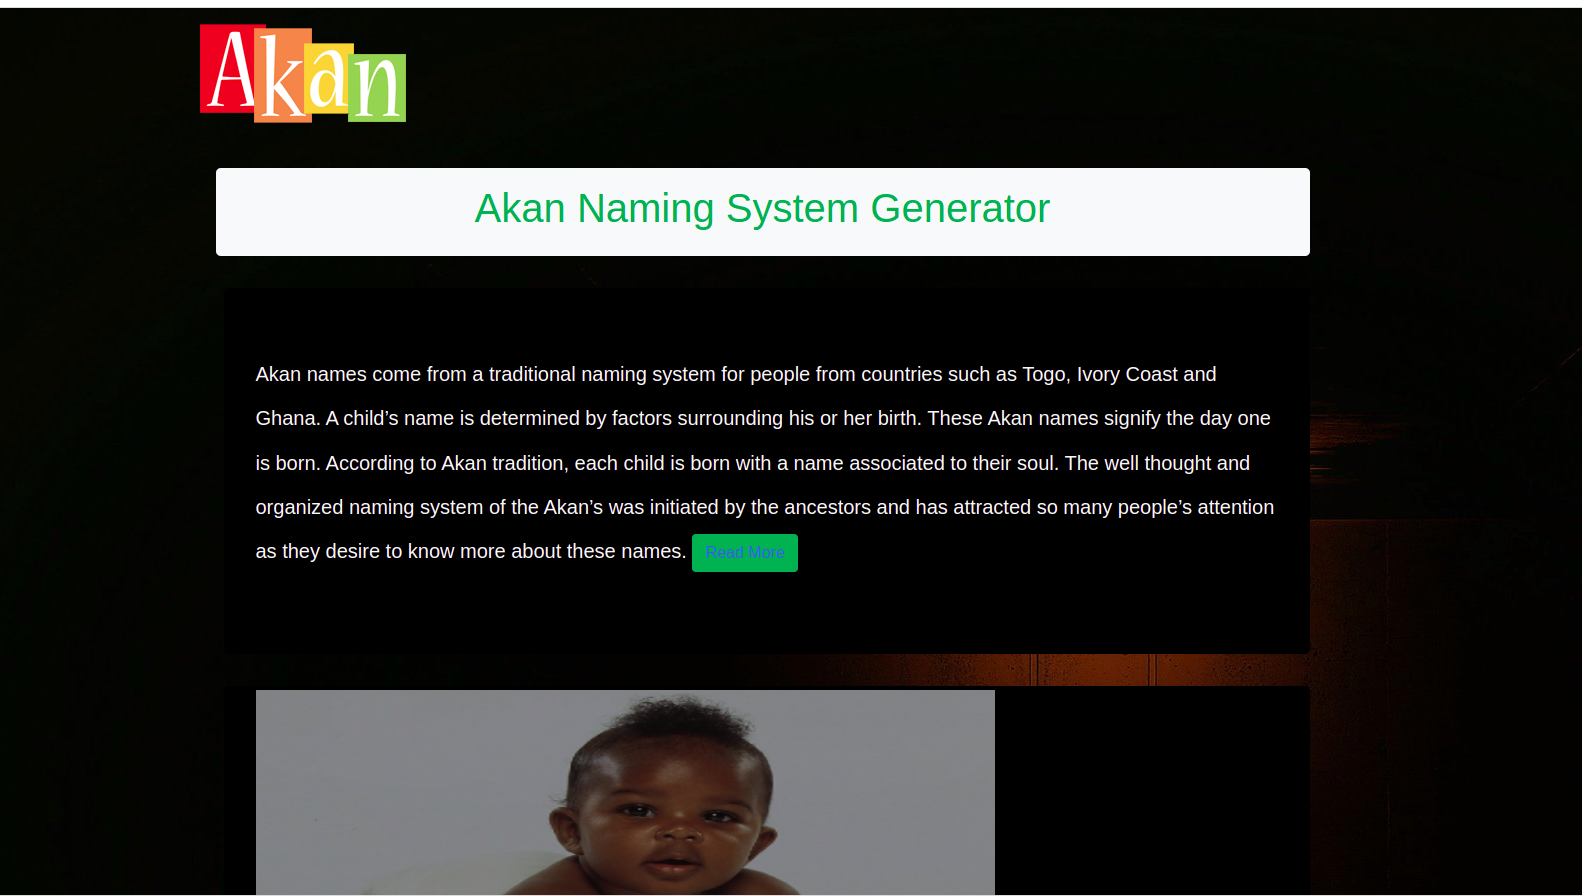 Akan
Akan Naming System Generator
Akan names come from a traditional naming system for people from countries such as Togo, Ivory Coast and
Ghana. A child’s name is determined by factors surrounding his or her birth. These Akan names signify the day one
is born. According to Akan tradition, each child is born with a name associated to their soul. The well thought and
organized naming system of the Akan’s was initiated by the ancestors and has attracted so many people’s attention
as they desire to know more about these names. Read More